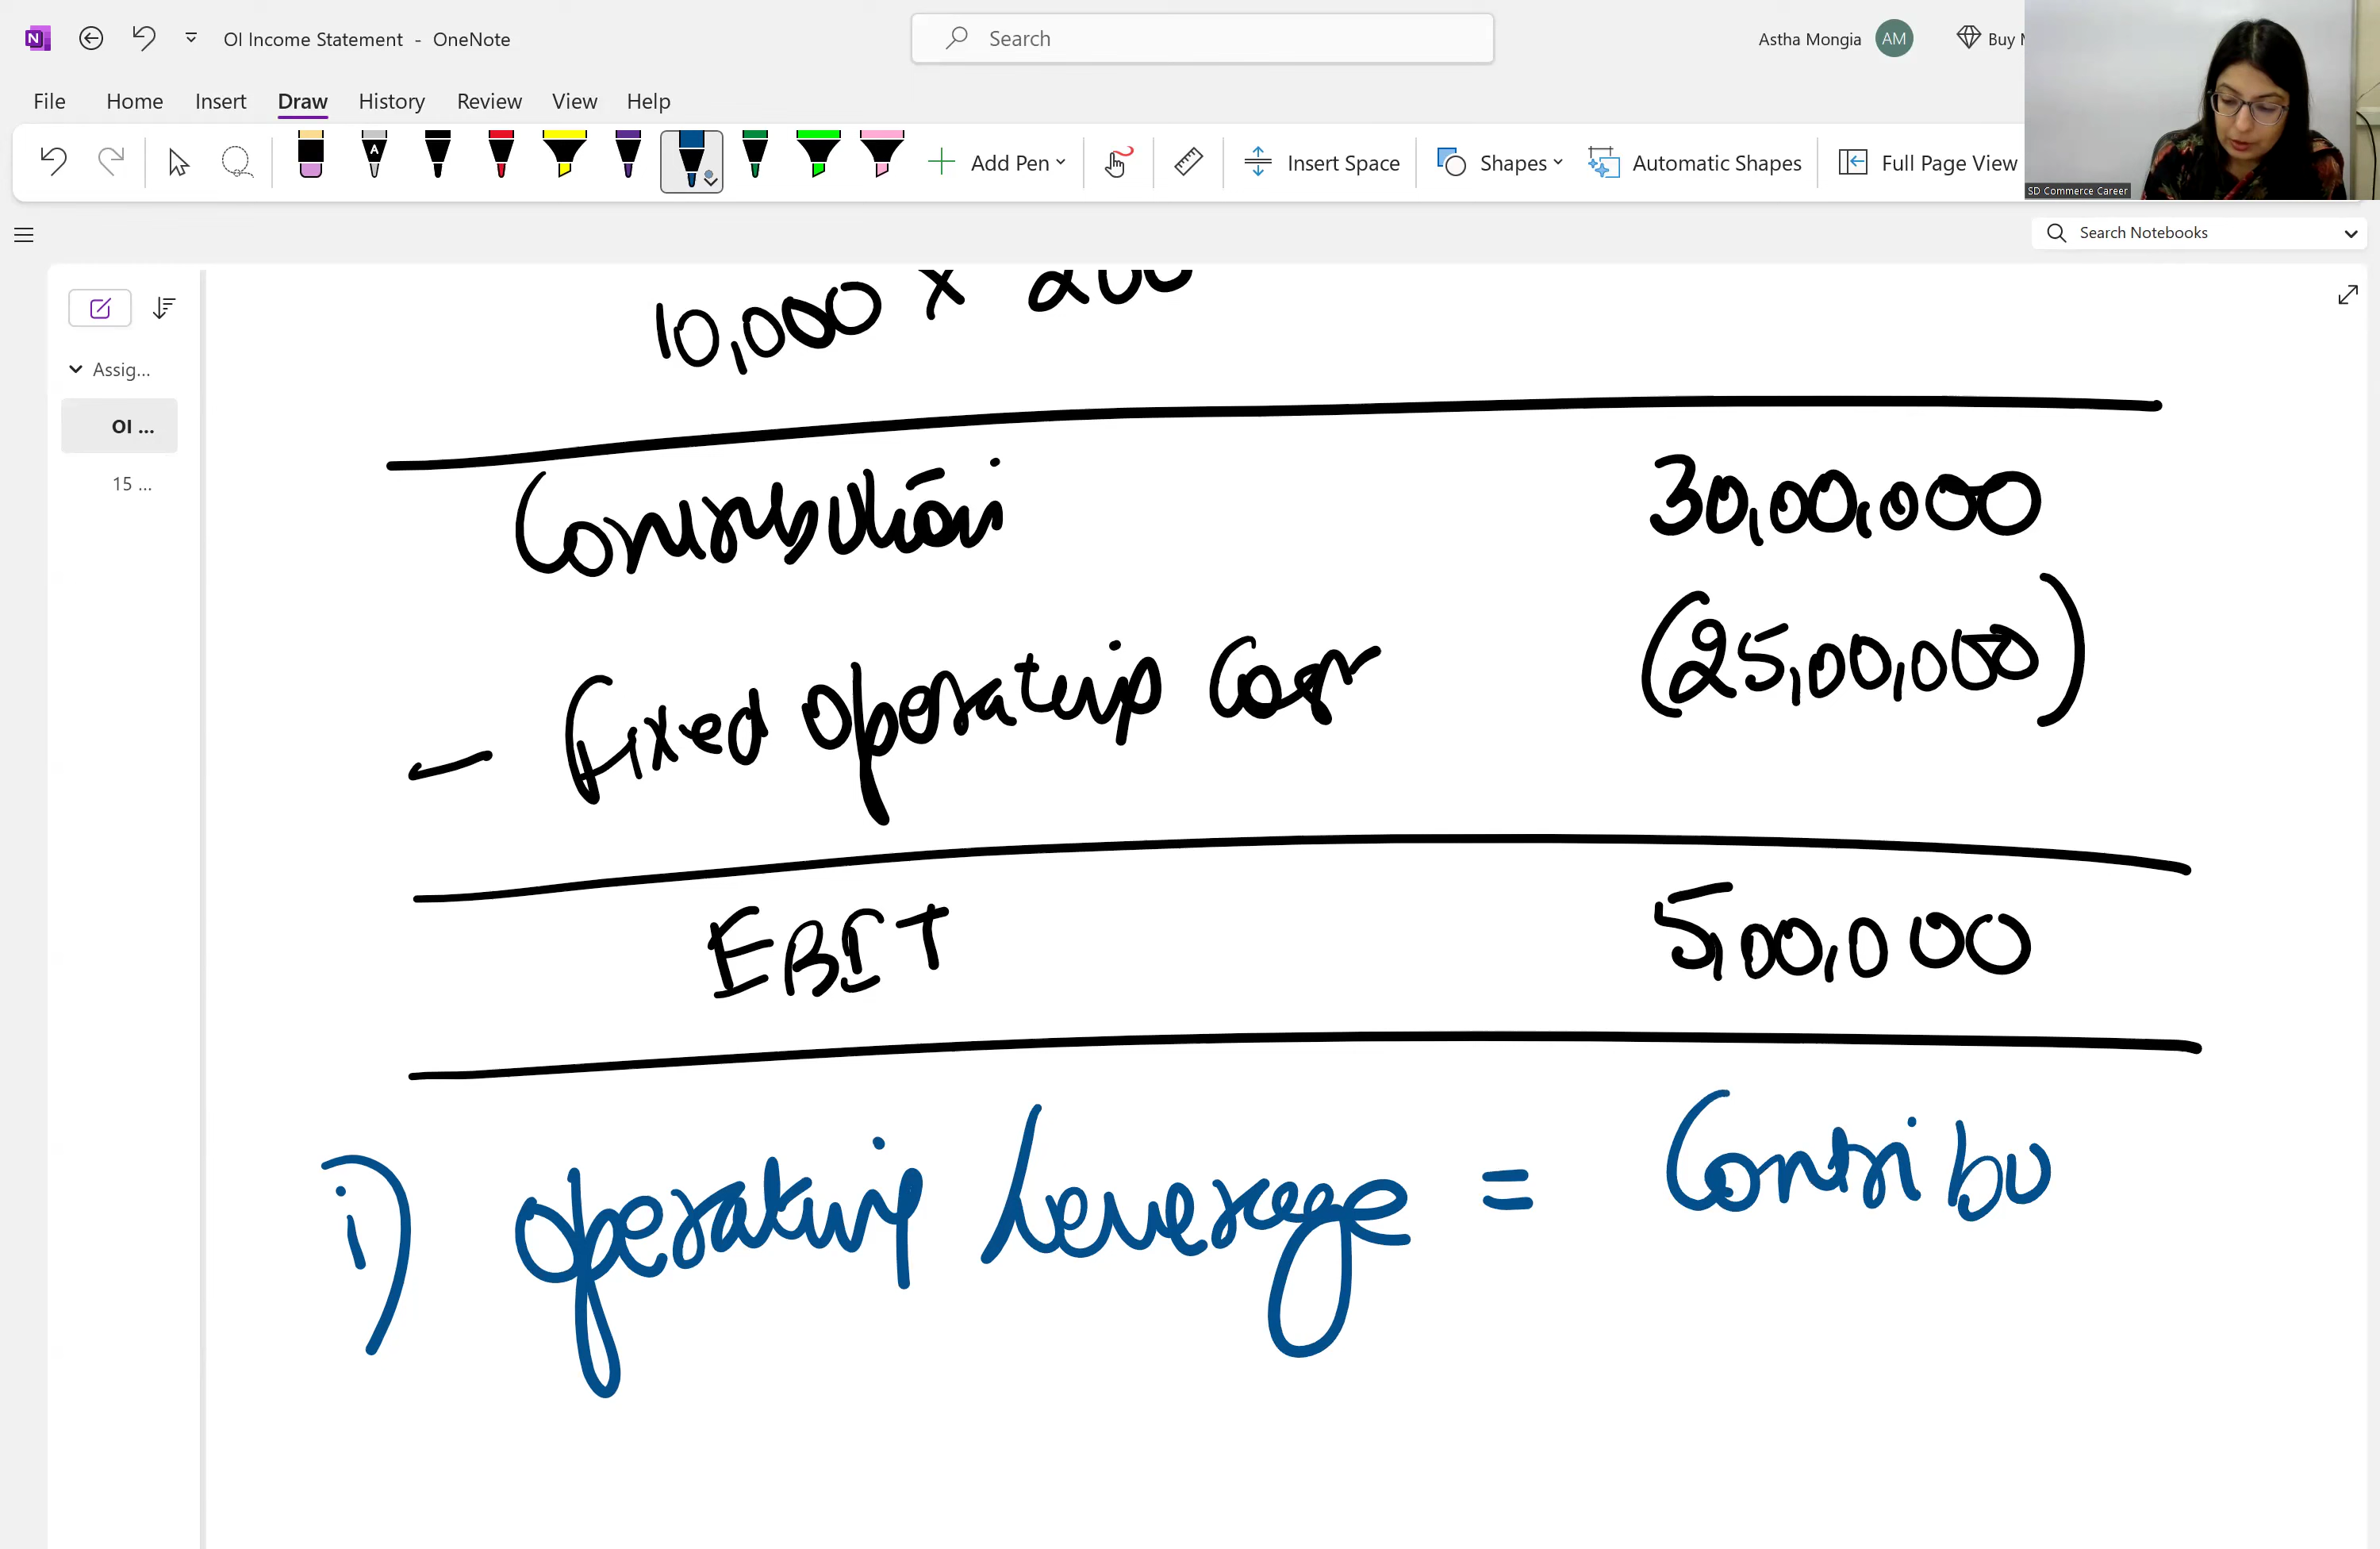 OI Income Statement - OneNote
Search
Astha Mongia AM Buy
File Home Insert Draw History Review View Help
Add Pen Insert Space Shapes Automatic Shapes Full Page View
SD Commerce Career
Search Notebooks
Assig...
OI ...
15 ...
10,000 × 200
Contribution 30,00,000
- fixed operating Cost (25,00,000)
EBIT 5,00,000
i) operating Leverage = Contribu